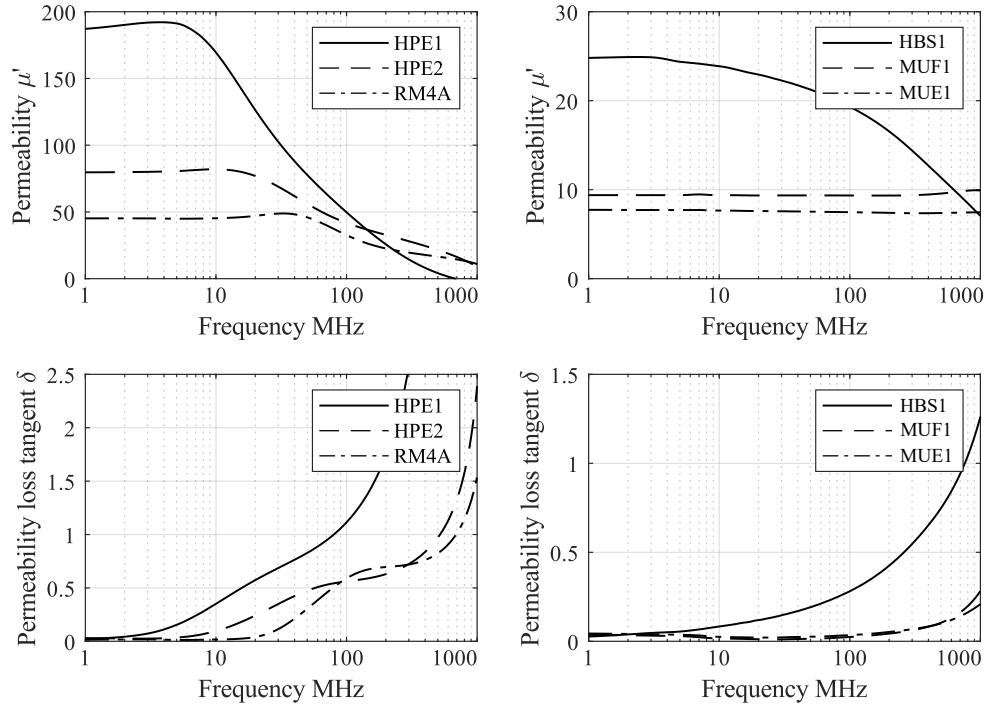 Permeability μ'
200
150
100
50
0
HPE1
HPE2
RM4A
1
10
100
1000
Frequency MHz
Permeability μ'
30
20
10
0
HBS1
MUF1
MUE1
1
10
100
1000
Frequency MHz
Permeability loss tangent δ
2.5
2
1.5
1
0.5
0
HPE1
HPE2
RM4A
1
10
100
1000
Frequency MHz
Permeability loss tangent δ
1.5
1
0.5
0
HBS1
MUF1
MUE1
1
10
100
1000
Frequency MHz